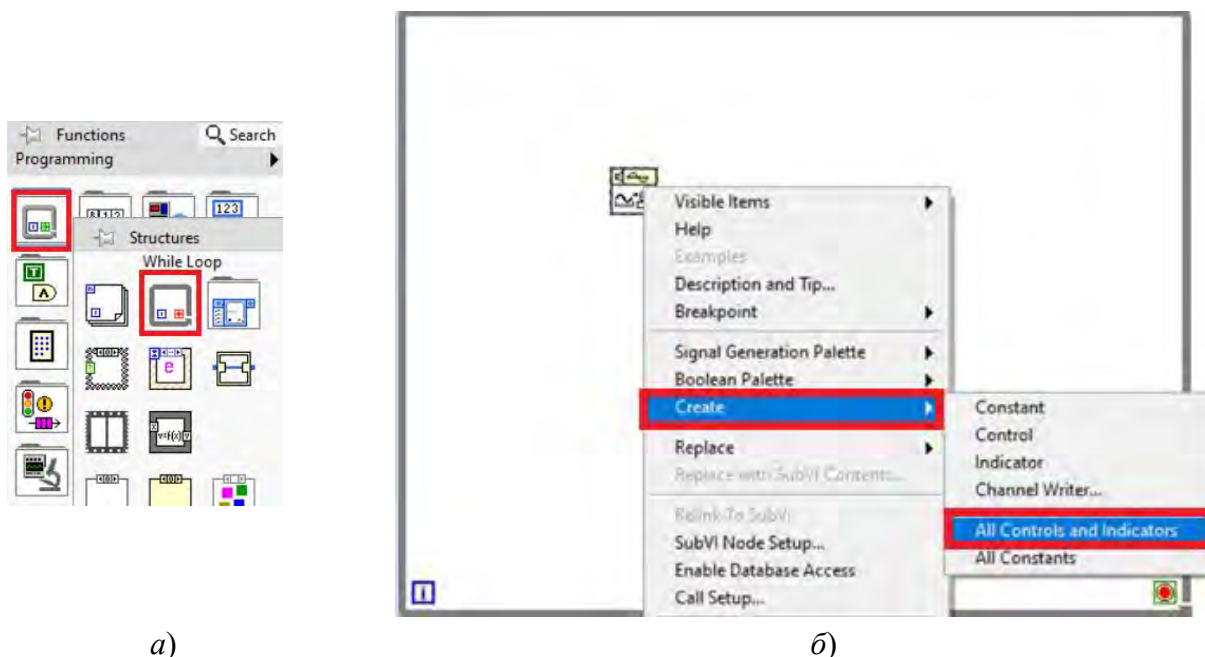 Functions
Search
Programming
Structures
While Loop
Visible Items
Help
Examples
Description and Tip...
Breakpoint
Signal Generation Palette
Boolean Palette
Create
Replace
Replace with SubVI Contents...
Relink To SubVI
SubVI Node Setup...
Enable Database Access
Call Setup...
Constant
Control
Indicator
Channel Writer...
All Controls and Indicators
All Constants
а)
б)